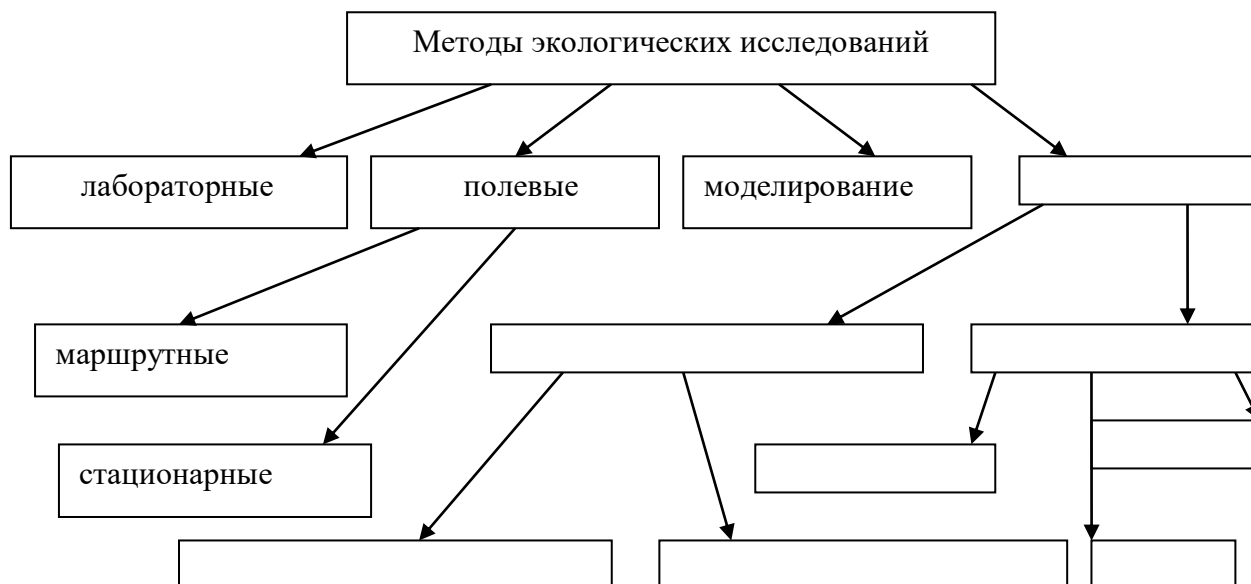 Методы экологических исследований
лабораторные
полевые
моделирование
маршрутные
стационарные